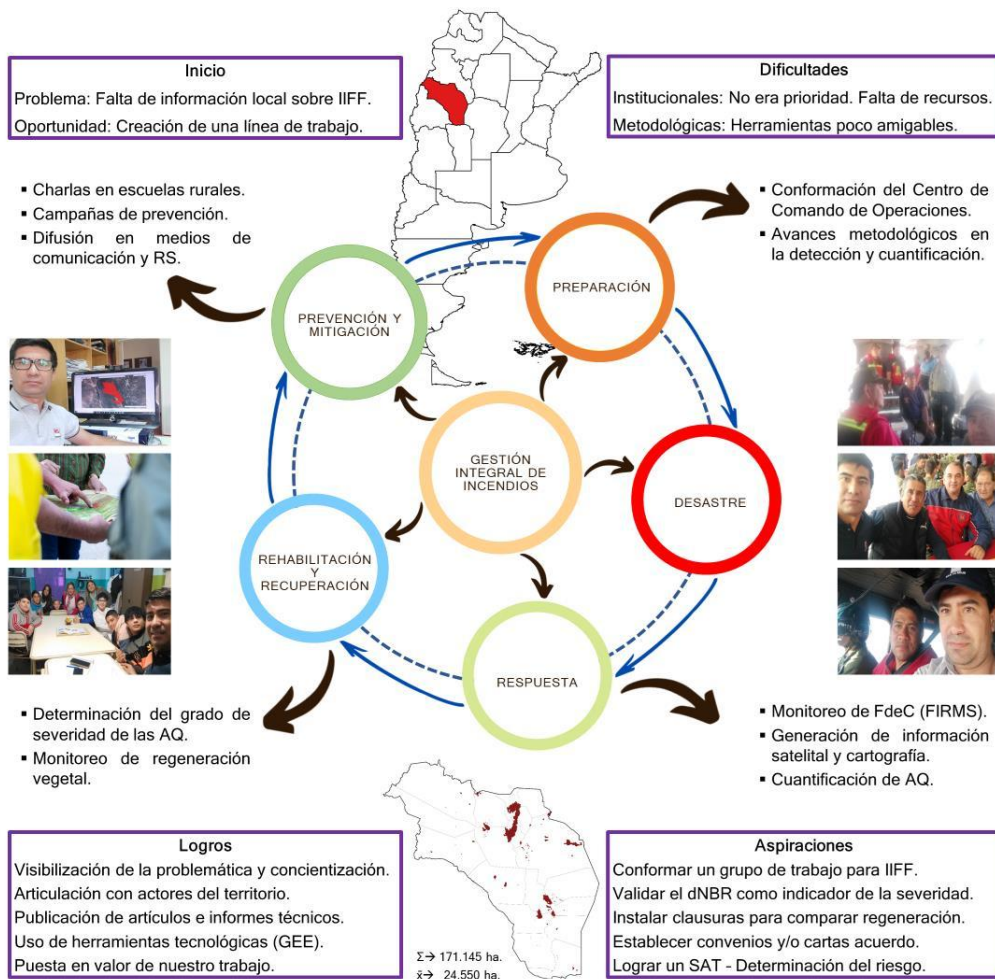 Inicio
Problema: Falta de información local sobre IIFF.
Oportunidad: Creación de una línea de trabajo.
Dificultades
Institucionales: No era prioridad. Falta de recursos.
Metodológicas: Herramientas poco amigables.
▪ Charlas en escuelas rurales.
▪ Campañas de prevención.
▪ Difusión en medios de
comunicación y RS.
▪ Conformación del Centro de
Comando de Operaciones.
▪ Avances metodológicos en
la detección y cuantificación.
PREVENCIÓN Y
MITIGACIÓN
PREPARACIÓN
GESTIÓN
INTEGRAL DE
INCENDIOS
DESASTRE
REHABILITACIÓN
Y
RECUPERACIÓN
RESPUESTA
▪ Determinación del grado de
severidad de las AQ.
▪ Monitoreo de regeneración
vegetal.
▪ Monitoreo de FdeC (FIRMS).
▪ Generación de información
satelital y cartografía.
▪ Cuantificación de AQ.
Logros
Visibilización de la problemática y concientización.
Articulación con actores del territorio.
Publicación de artículos e informes técnicos.
Uso de herramientas tecnológicas (GEE).
Puesta en valor de nuestro trabajo.
Σ→ 171.145 ha.
x̄→ 24.550 ha.
Aspiraciones
Conformar un grupo de trabajo para IIFF.
Validar el dNBR como indicador de la severidad.
Instalar clausuras para comparar regeneración.
Establecer convenios y/o cartas acuerdo.
Lograr un SAT - Determinación del riesgo.